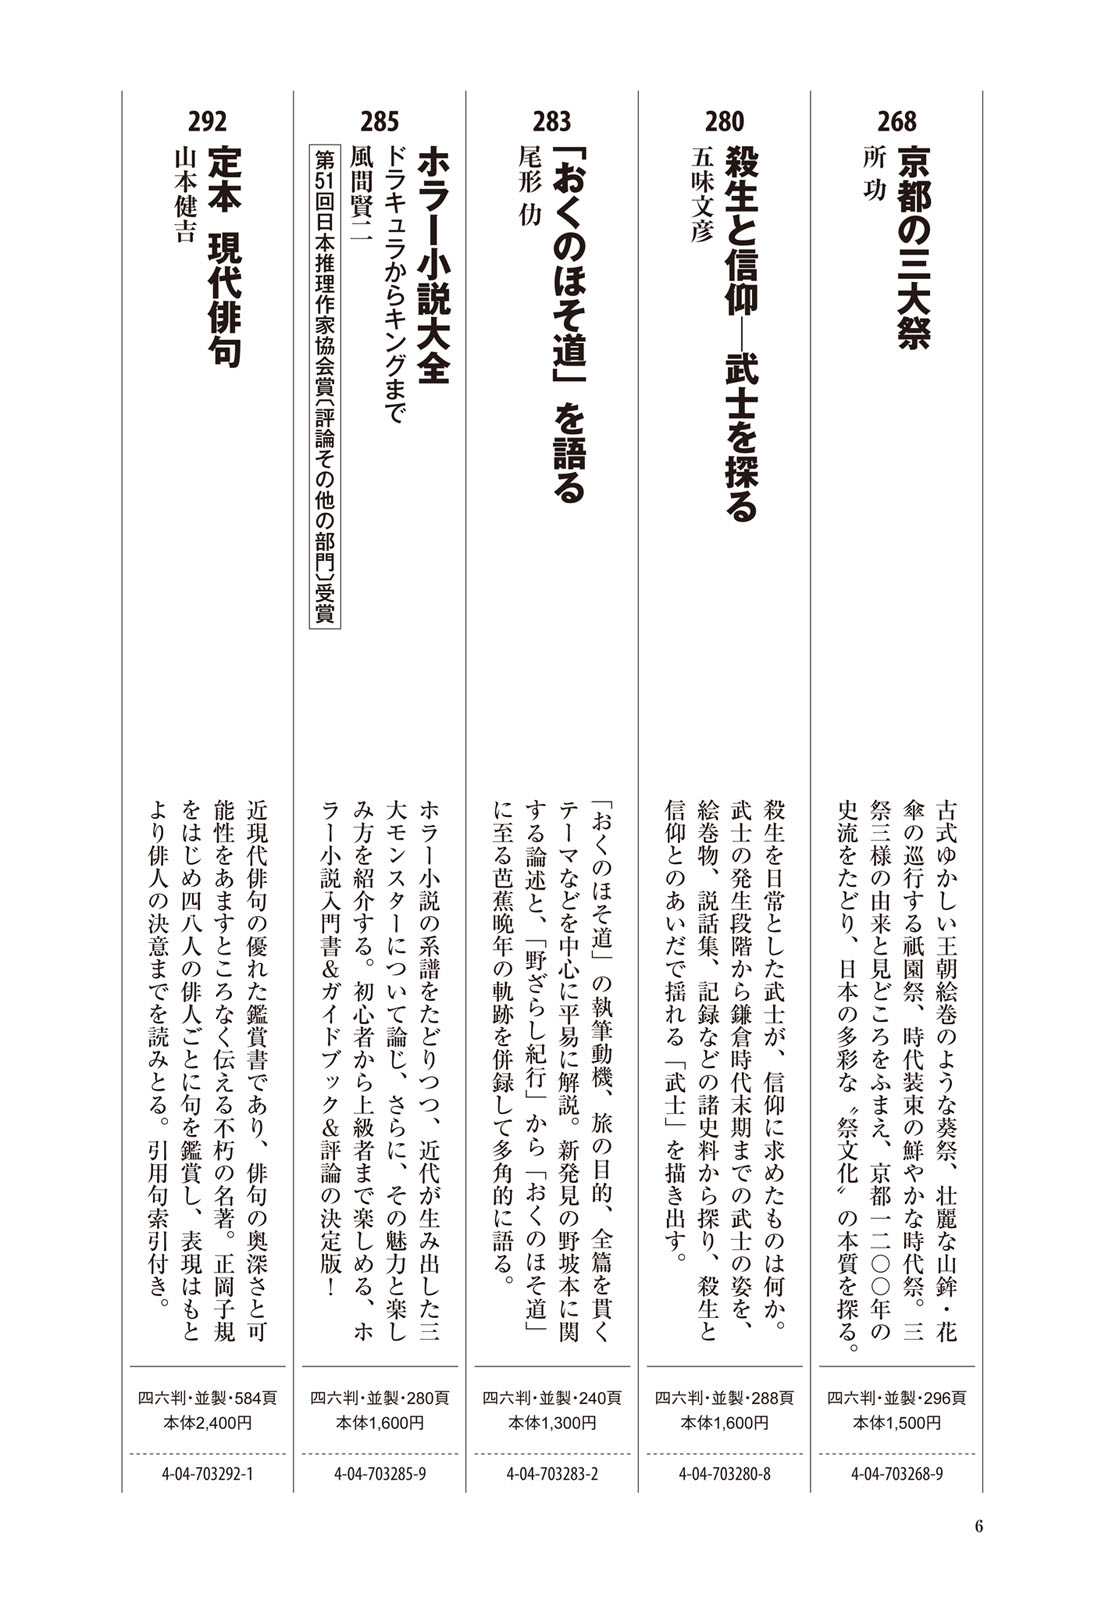 268
京都の三大祭
所 功
古式ゆかしい王朝絵巻のような葵祭、壮麗な山鉾・花
傘の巡行する祇園祭、時代装束の鮮やかな時代祭。三
祭三様の由来と見どころをふまえ、京都一二〇〇年の
史流をたどり、日本の多彩な〝祭文化〟の本質を探る。
四六判・並製・296頁
本体1,500円
4-04-703268-9
280
殺生と信仰──武士を探る
五味文彦
殺生を日常とした武士が、信仰に求めたものは何か。
武士の発生段階から鎌倉時代末期までの武士の姿を、
絵巻物、説話集、記録などの諸史料から探り、殺生と
信仰とのあいだで揺れる「武士」を描き出す。
四六判・並製・288頁
本体1,600円
4-04-703280-8
283
「おくのほそ道」を語る
尾形 仂
「おくのほそ道」の執筆動機、旅の目的、全篇を貫く
テーマなどを中心に平易に解説。新発見の野坡本に関
する論述と、「野ざらし紀行」から「おくのほそ道」
に至る芭蕉晩年の軌跡を併録して多角的に語る。
四六判・並製・240頁
本体1,300円
4-04-703283-2
285
ホラー小説大全
ドラキュラからキングまで
風間賢二
第51回日本推理作家協会賞〔評論その他の部門〕受賞
ホラー小説の系譜をたどりつつ、近代が生み出した三
大モンスターについて論じ、さらに、その魅力と楽し
み方を紹介する。初心者から上級者まで楽しめる、ホ
ラー小説入門書&ガイドブック&評論の決定版！
四六判・並製・280頁
本体1,600円
4-04-703285-9
292
定本 現代俳句
山本健吉
近現代俳句の優れた鑑賞書であり、俳句の奥深さと可
能性をあますところなく伝える不朽の名著。正岡子規
をはじめ四八人の俳人ごとに句を鑑賞し、表現はもと
より俳人の決意までを読みとる。引用句索引付き。
四六判・並製・584頁
本体2,400円
4-04-703292-1
6